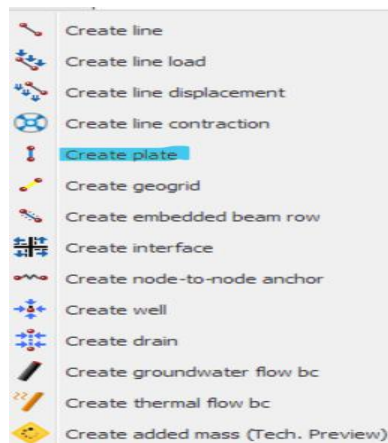 Create line
Create line load
Create line displacement
Create line contraction
Create plate
Create geogrid
Create embedded beam row
Create interface
Create node-to-node anchor
Create well
Create drain
Create groundwater flow bc
Create thermal flow bc
Create added mass (Tech. Preview)